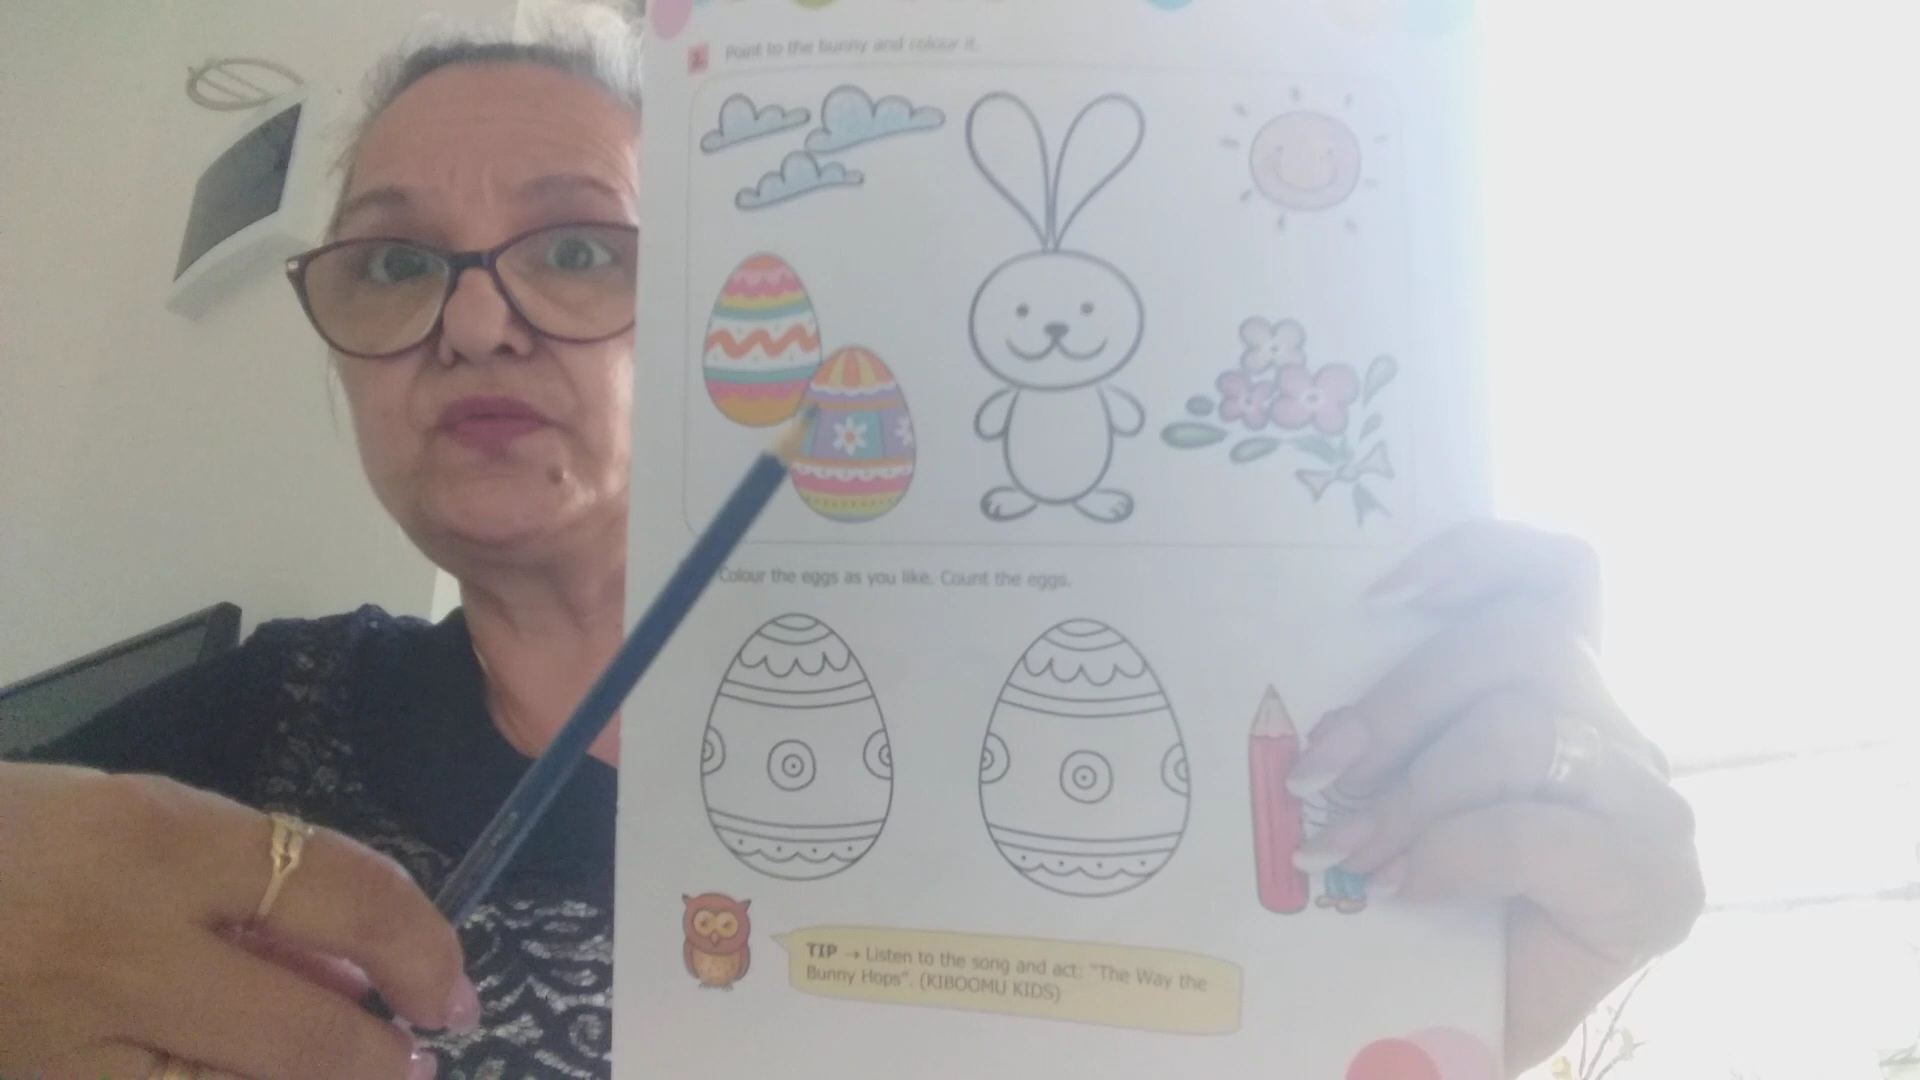 Point to the bunny and colour it.
Colour the eggs as you like. Count the eggs.
TIP → Listen to the song and act: "The Way the
Bunny Hops". (KIBOOMU KIDS)